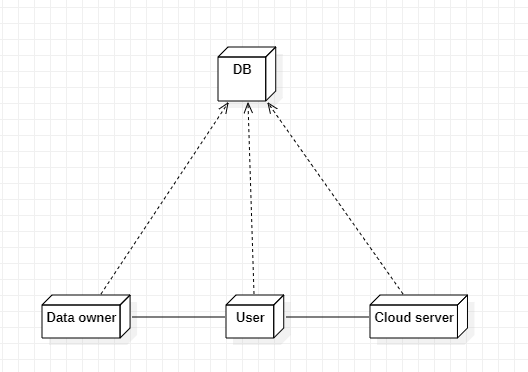 DB
Data owner
User
Cloud server